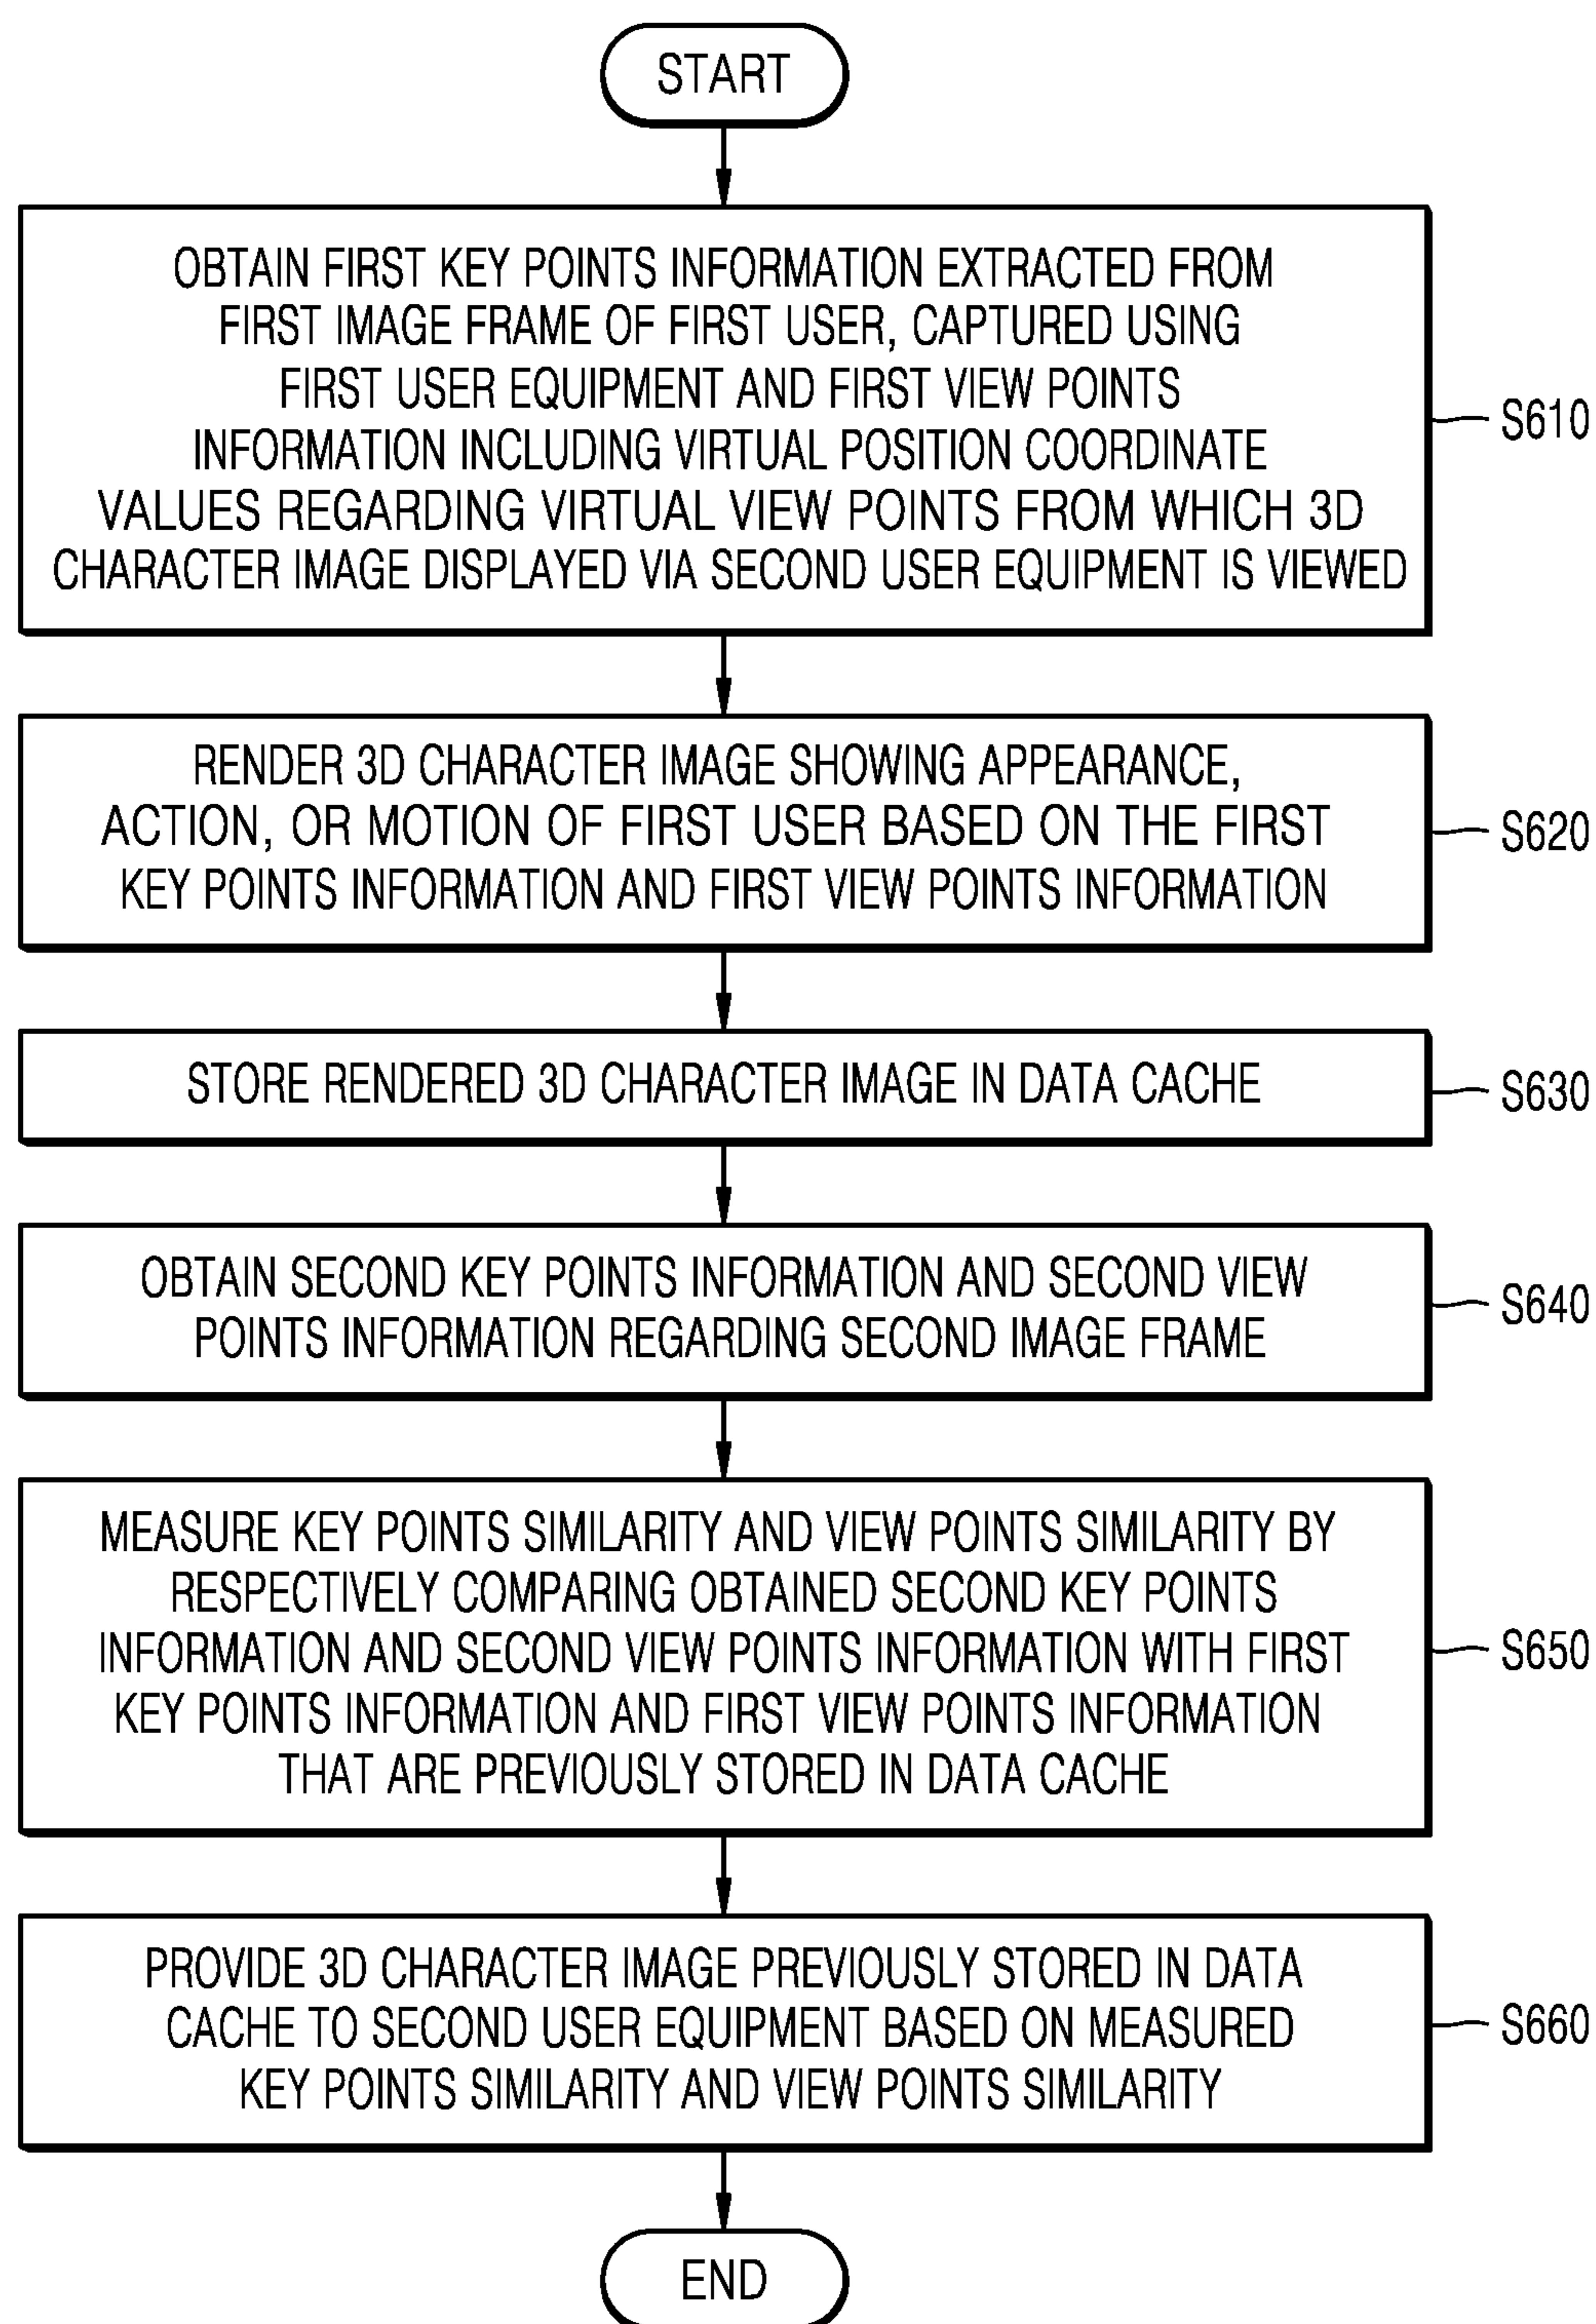 START
OBTAIN FIRST KEY POINTS INFORMATION EXTRACTED FROM
FIRST IMAGE FRAME OF FIRST USER, CAPTURED USING
FIRST USER EQUIPMENT AND FIRST VIEW POINTS
INFORMATION INCLUDING VIRTUAL POSITION COORDINATE
VALUES REGARDING VIRTUAL VIEW POINTS FROM WHICH 3D
CHARACTER IMAGE DISPLAYED VIA SECOND USER EQUIPMENT IS VIEWED
S610
RENDER 3D CHARACTER IMAGE SHOWING APPEARANCE,
ACTION, OR MOTION OF FIRST USER BASED ON THE FIRST
KEY POINTS INFORMATION AND FIRST VIEW POINTS INFORMATION
S620
STORE RENDERED 3D CHARACTER IMAGE IN DATA CACHE
S630
OBTAIN SECOND KEY POINTS INFORMATION AND SECOND VIEW
POINTS INFORMATION REGARDING SECOND IMAGE FRAME
S640
MEASURE KEY POINTS SIMILARITY AND VIEW POINTS SIMILARITY BY
RESPECTIVELY COMPARING OBTAINED SECOND KEY POINTS
INFORMATION AND SECOND VIEW POINTS INFORMATION WITH FIRST
KEY POINTS INFORMATION AND FIRST VIEW POINTS INFORMATION
THAT ARE PREVIOUSLY STORED IN DATA CACHE
S650
PROVIDE 3D CHARACTER IMAGE PREVIOUSLY STORED IN DATA
CACHE TO SECOND USER EQUIPMENT BASED ON MEASURED
KEY POINTS SIMILARITY AND VIEW POINTS SIMILARITY
S660
END